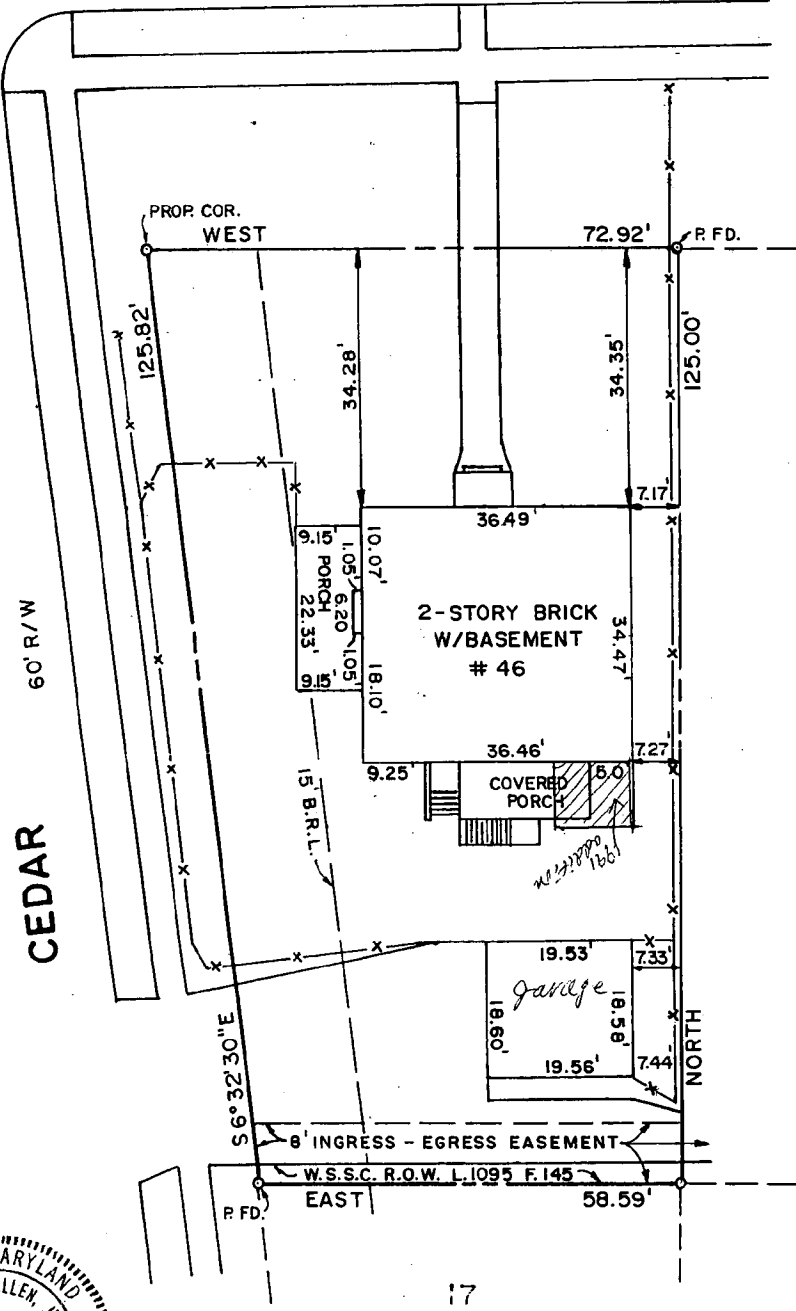 PROP. COR.
WEST
72.92'
P. FD.
125.82'
34.28'
34.35'
125.00'
7.17'
36.49'
9.15'
10.07'
1.05'
PORCH
6.20
22.33'
1.05'
9.15'
18.10'
2-STORY BRICK
W/BASEMENT
# 46
34.47'
60' R/W
36.46'
7.27'
9.25'
COVERED
PORCH
5.0
1991
addition
15' B.R.L.
CEDAR
19.53'
7.33'
garage
18.60'
18.58'
19.56'
7.44'
NORTH
S 6° 32' 30" E
8' INGRESS - EGRESS EASEMENT
W.S.S.C. R.O.W. L.1095 F.145
P. FD.
EAST
58.59'
17
ARYLAND
LLEN,